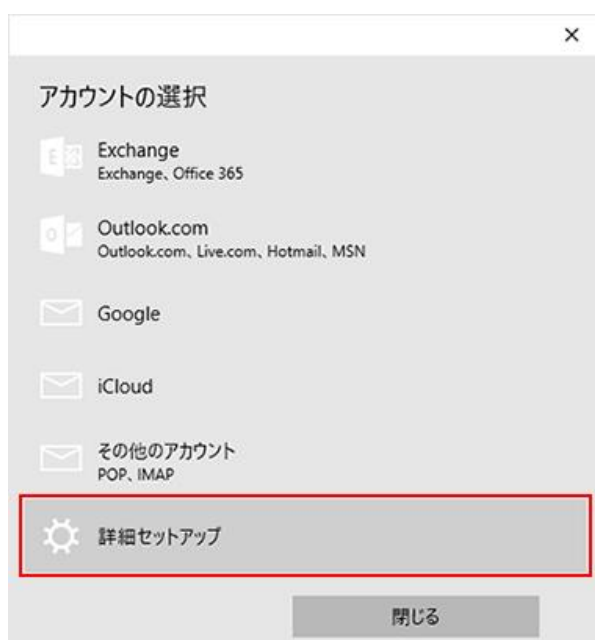 アカウントの選択
Exchange
Exchange、Office 365
Outlook.com
Outlook.com、Live.com、Hotmail、MSN
Google
iCloud
その他のアカウント
POP、IMAP
詳細セットアップ
閉じる